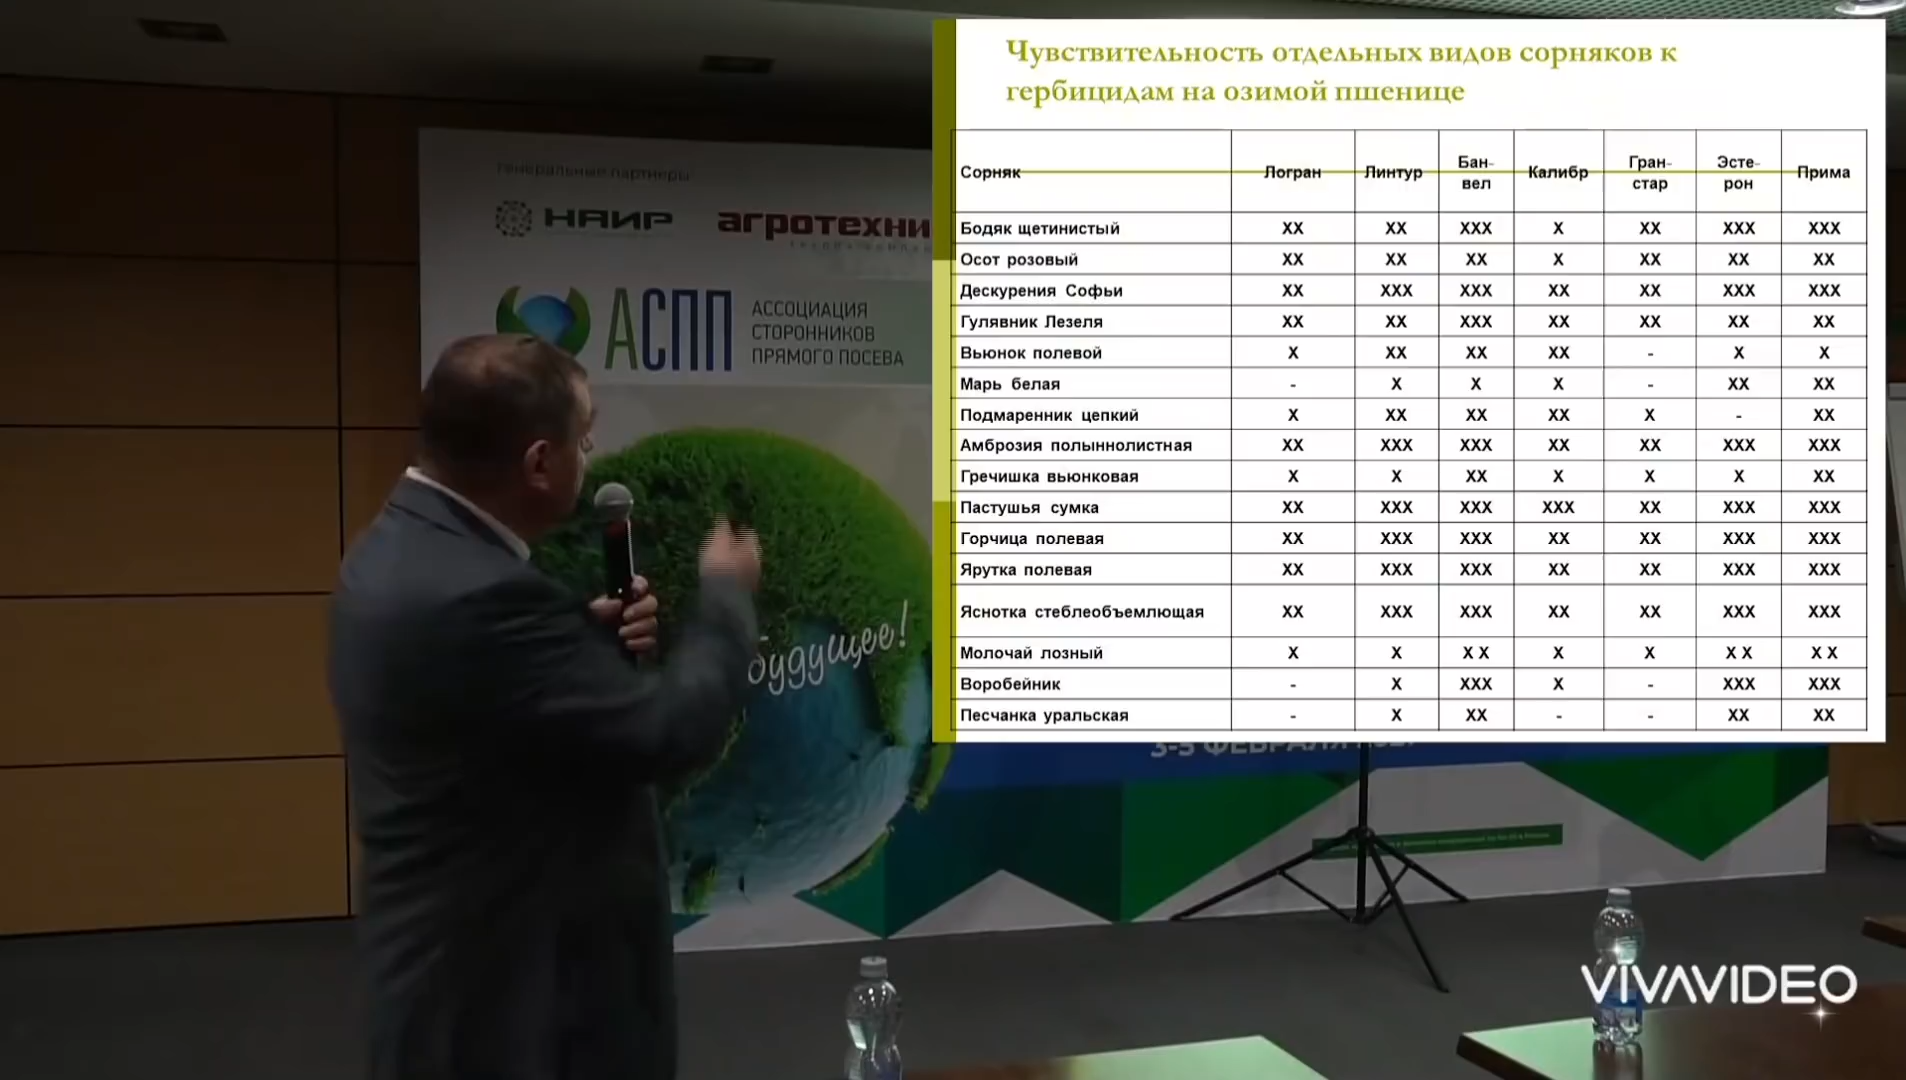 Чувствительность отдельных видов сорняков к
гербицидам на озимой пшенице
Сорняк Логран Линтур Бан-вел Калибр Гран-стар Эсте-рон Прима
Бодяк щетинистый XX XX XXX X XX XXX XXX
Осот розовый XX XX XX X XX XX XX
Дескурения Софьи XX XXX XXX XX XX XXX XXX
Гулявник Лезеля XX XX XXX XX XX XX XX
Вьюнок полевой X XX XX XX - X X
Марь белая - X X X - XX XX
Подмаренник цепкий X XX XX XX X - XX
Амброзия полыннолистная XX XXX XXX XX XX XXX XXX
Гречишка вьюнковая X X XX X X X XX
Пастушья сумка XX XXX XXX XXX XX XXX XXX
Горчица полевая XX XXX XXX XX XX XXX XXX
Ярутка полевая XX XXX XXX XX XX XXX XXX
Яснотка стеблеобъемлющая XX XXX XXX XX XX XXX XXX
Молочай лозный X X X X X X X X X X
Воробейник - X XXX X - XXX XXX
Песчанка уральская - X XX - - XX XX
генеральные партнеры
НАИР
агротехни
АСПП
АССОЦИАЦИЯ
СТОРОННИКОВ
ПРЯМОГО ПОСЕВА
будущее!
3-5 ФЕВРАЛЯ
VIVAVIDEO